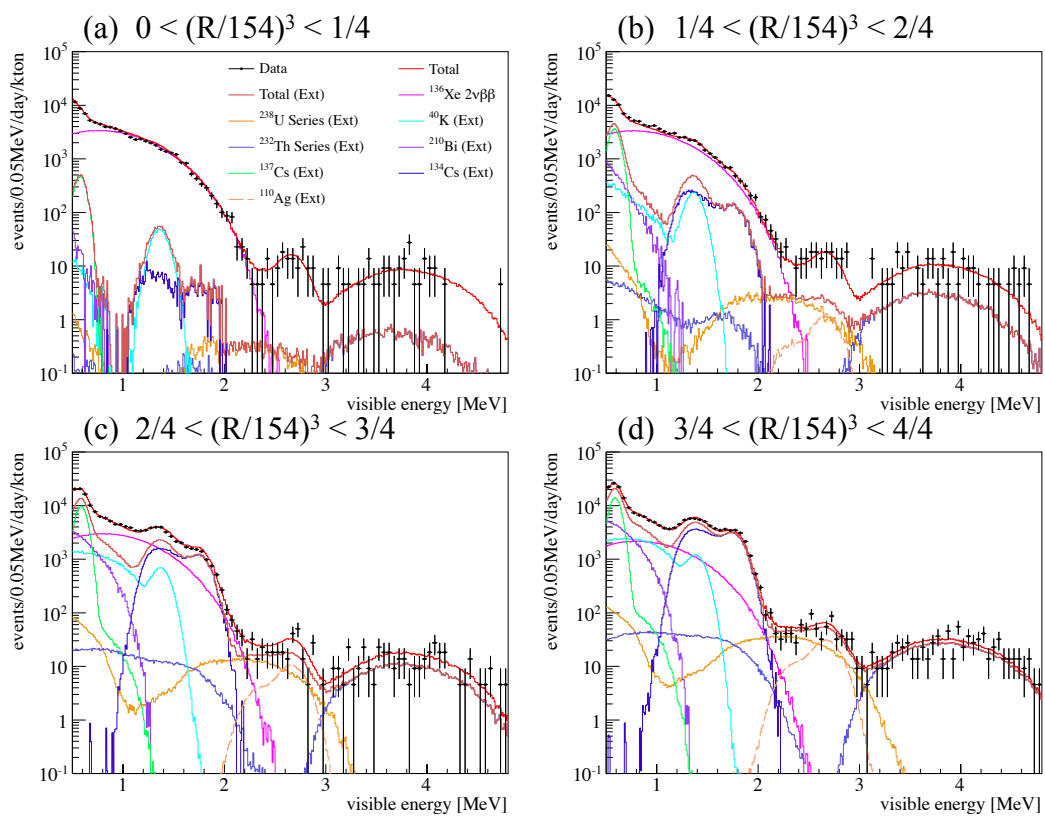 (a) 0 < (R/154)³ < 1/4
events/0.05MeV/day/kton
10⁵
10⁴
10³
10²
10
1
10⁻¹
Data
Total
Total (Ext)
¹³⁶Xe 2νββ
²³⁸U Series (Ext)
⁴⁰K (Ext)
²³²Th Series (Ext)
²¹⁰Bi (Ext)
¹³⁷Cs (Ext)
¹³⁴Cs (Ext)
¹¹⁰Ag (Ext)
1 2 3 4
visible energy [MeV]
(b) 1/4 < (R/154)³ < 2/4
events/0.05MeV/day/kton
10⁵
10⁴
10³
10²
10
1
10⁻¹
1 2 3 4
visible energy [MeV]
(c) 2/4 < (R/154)³ < 3/4
events/0.05MeV/day/kton
10⁵
10⁴
10³
10²
10
1
10⁻¹
1 2 3 4
visible energy [MeV]
(d) 3/4 < (R/154)³ < 4/4
events/0.05MeV/day/kton
10⁵
10⁴
10³
10²
10
1
10⁻¹
1 2 3 4
visible energy [MeV]